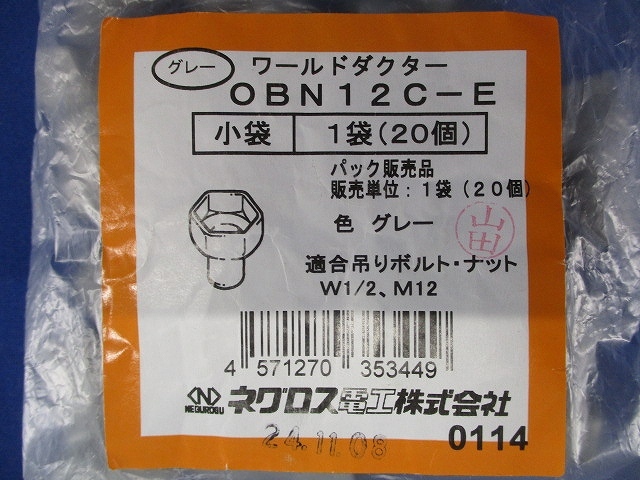 グレー
ワールドダクター
OBN12C-E
小袋 1袋(20個)
パック販売品
販売単位:1袋(20個)
色 グレー
山田
適合吊りボルト・ナット
W1/2、M12
4 571270 353449
NEGUROSU
ネグロス電工株式会社
24.11.08
0114